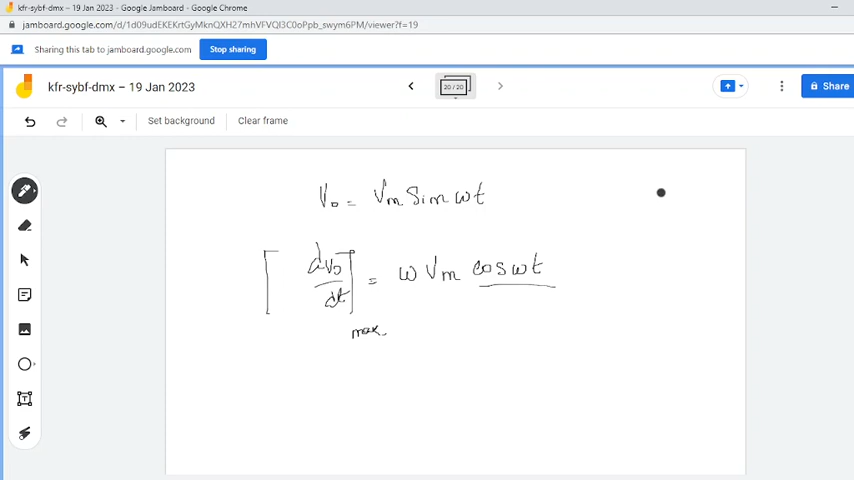 kfr-sybf-dmx – 19 Jan 2023 - Google Jamboard - Google Chrome
jamboard.google.com/d/1d09udEKEKrtGyMknQXH27mhVFVQI3C0oPpb_swym6PM/viewer?f=19
Sharing this tab to jamboard.google.com Stop sharing
kfr-sybf-dmx – 19 Jan 2023 20 / 20 Share
Set background Clear frame
V₀ = Vm Sin ωt
[dv₀/dt]max = ω Vm cos ωt